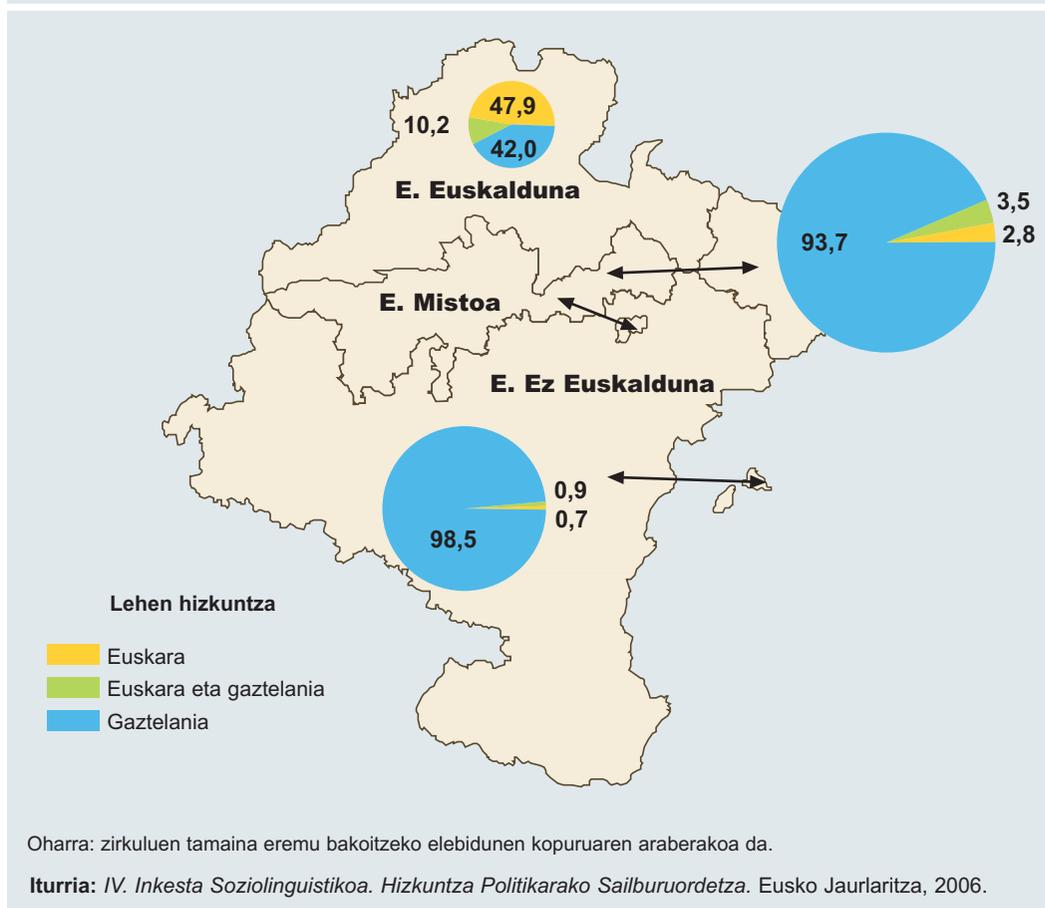 47,9
10,2
42,0
E. Euskalduna
3,5
93,7
2,8
E. Mistoa
E. Ez Euskalduna
0,9
0,7
98,5
Lehen hizkuntza
Euskara
Euskara eta gaztelania
Gaztelania
Oharra: zirkuluen tamaina eremu bakoitzeko elebidunen kopuruaren araberakoa da.
Iturria: IV. Inkesta Soziolinguistikoa. Hizkuntza Politikarako Sailburuordetza. Eusko Jaurlaritza, 2006.